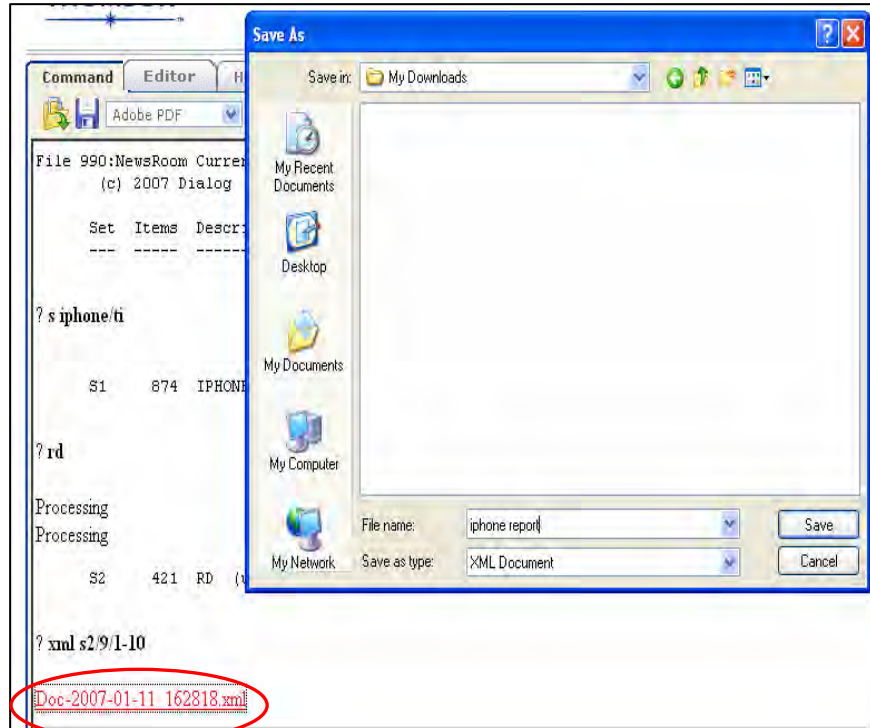 Save As
Save in: My Downloads
Command Editor H
Adobe PDF
File 990:NewsRoom Curren
(c) 2007 Dialog
Set Items Descri
--- ----- ------
? s iphone/ti
S1 874 IPHONE
? rd
Processing
Processing
S2 421 RD (u
? xml s2/9/1-10
Doc-2007-01-11_162818.xml
My Recent
Documents
Desktop
My Documents
My Computer
My Network
File name: iphone report
Save as type: XML Document
Save
Cancel